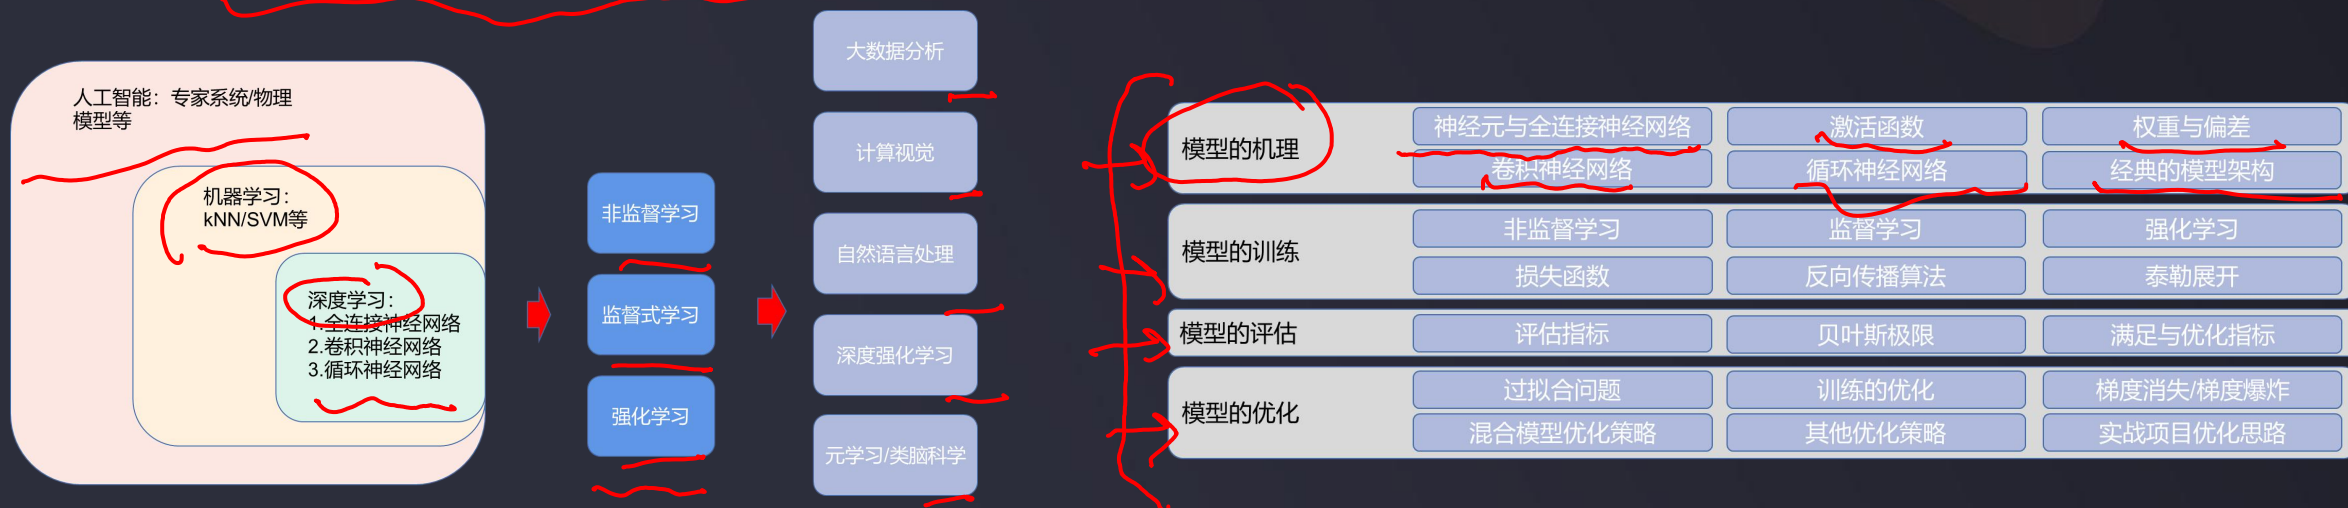 人工智能：专家系统/物理
模型等
机器学习：
kNN/SVM等
深度学习：
1.全连接神经网络
2.卷积神经网络
3.循环神经网络
非监督学习
监督式学习
强化学习
大数据分析
计算视觉
自然语言处理
深度强化学习
元学习/类脑科学
模型的机理
神经元与全连接神经网络
激活函数
权重与偏差
卷积神经网络
循环神经网络
经典的模型架构
模型的训练
非监督学习
监督学习
强化学习
损失函数
反向传播算法
泰勒展开
模型的评估
评估指标
贝叶斯极限
满足与优化指标
模型的优化
过拟合问题
训练的优化
梯度消失/梯度爆炸
混合模型优化策略
其他优化策略
实战项目优化思路